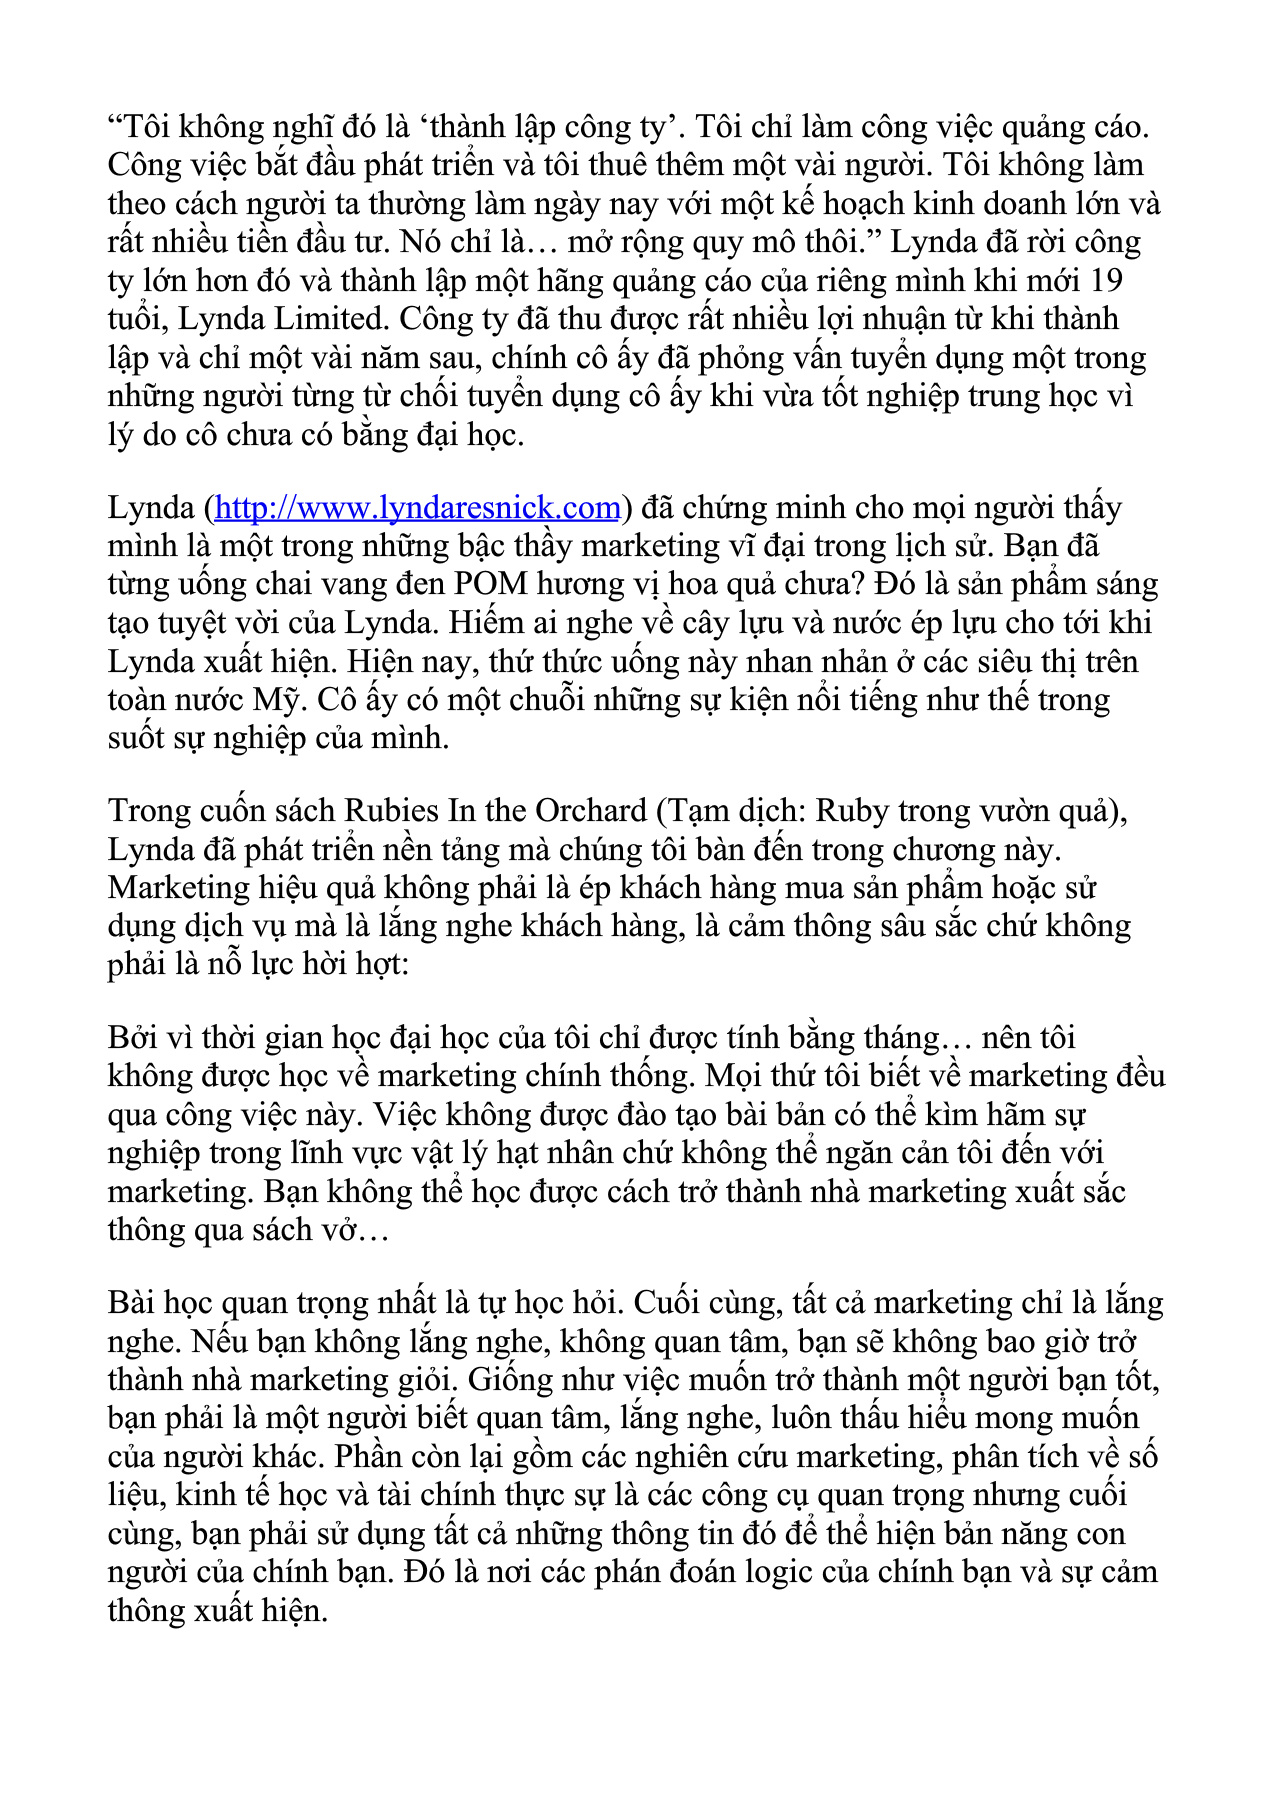 “Tôi không nghĩ đó là ‘thành lập công ty’. Tôi chỉ làm công việc quảng cáo.
Công việc bắt đầu phát triển và tôi thuê thêm một vài người. Tôi không làm
theo cách người ta thường làm ngày nay với một kế hoạch kinh doanh lớn và
rất nhiều tiền đầu tư. Nó chỉ là… mở rộng quy mô thôi.” Lynda đã rời công
ty lớn hơn đó và thành lập một hãng quảng cáo của riêng mình khi mới 19
tuổi, Lynda Limited. Công ty đã thu được rất nhiều lợi nhuận từ khi thành
lập và chỉ một vài năm sau, chính cô ấy đã phỏng vấn tuyển dụng một trong
những người từng từ chối tuyển dụng cô ấy khi vừa tốt nghiệp trung học vì
lý do cô chưa có bằng đại học.
Lynda (http://www.lyndaresnick.com) đã chứng minh cho mọi người thấy
mình là một trong những bậc thầy marketing vĩ đại trong lịch sử. Bạn đã
từng uống chai vang đen POM hương vị hoa quả chưa? Đó là sản phẩm sáng
tạo tuyệt vời của Lynda. Hiếm ai nghe về cây lựu và nước ép lựu cho tới khi
Lynda xuất hiện. Hiện nay, thứ thức uống này nhan nhản ở các siêu thị trên
toàn nước Mỹ. Cô ấy có một chuỗi những sự kiện nổi tiếng như thế trong
suốt sự nghiệp của mình.
Trong cuốn sách Rubies In the Orchard (Tạm dịch: Ruby trong vườn quả),
Lynda đã phát triển nền tảng mà chúng tôi bàn đến trong chương này.
Marketing hiệu quả không phải là ép khách hàng mua sản phẩm hoặc sử
dụng dịch vụ mà là lắng nghe khách hàng, là cảm thông sâu sắc chứ không
phải là nỗ lực hời hợt:
Bởi vì thời gian học đại học của tôi chỉ được tính bằng tháng… nên tôi
không được học về marketing chính thống. Mọi thứ tôi biết về marketing đều
qua công việc này. Việc không được đào tạo bài bản có thể kìm hãm sự
nghiệp trong lĩnh vực vật lý hạt nhân chứ không thể ngăn cản tôi đến với
marketing. Bạn không thể học được cách trở thành nhà marketing xuất sắc
thông qua sách vở…
Bài học quan trọng nhất là tự học hỏi. Cuối cùng, tất cả marketing chỉ là lắng
nghe. Nếu bạn không lắng nghe, không quan tâm, bạn sẽ không bao giờ trở
thành nhà marketing giỏi. Giống như việc muốn trở thành một người bạn tốt,
bạn phải là một người biết quan tâm, lắng nghe, luôn thấu hiểu mong muốn
của người khác. Phần còn lại gồm các nghiên cứu marketing, phân tích về số
liệu, kinh tế học và tài chính thực sự là các công cụ quan trọng nhưng cuối
cùng, bạn phải sử dụng tất cả những thông tin đó để thể hiện bản năng con
người của chính bạn. Đó là nơi các phán đoán logic của chính bạn và sự cảm
thông xuất hiện.